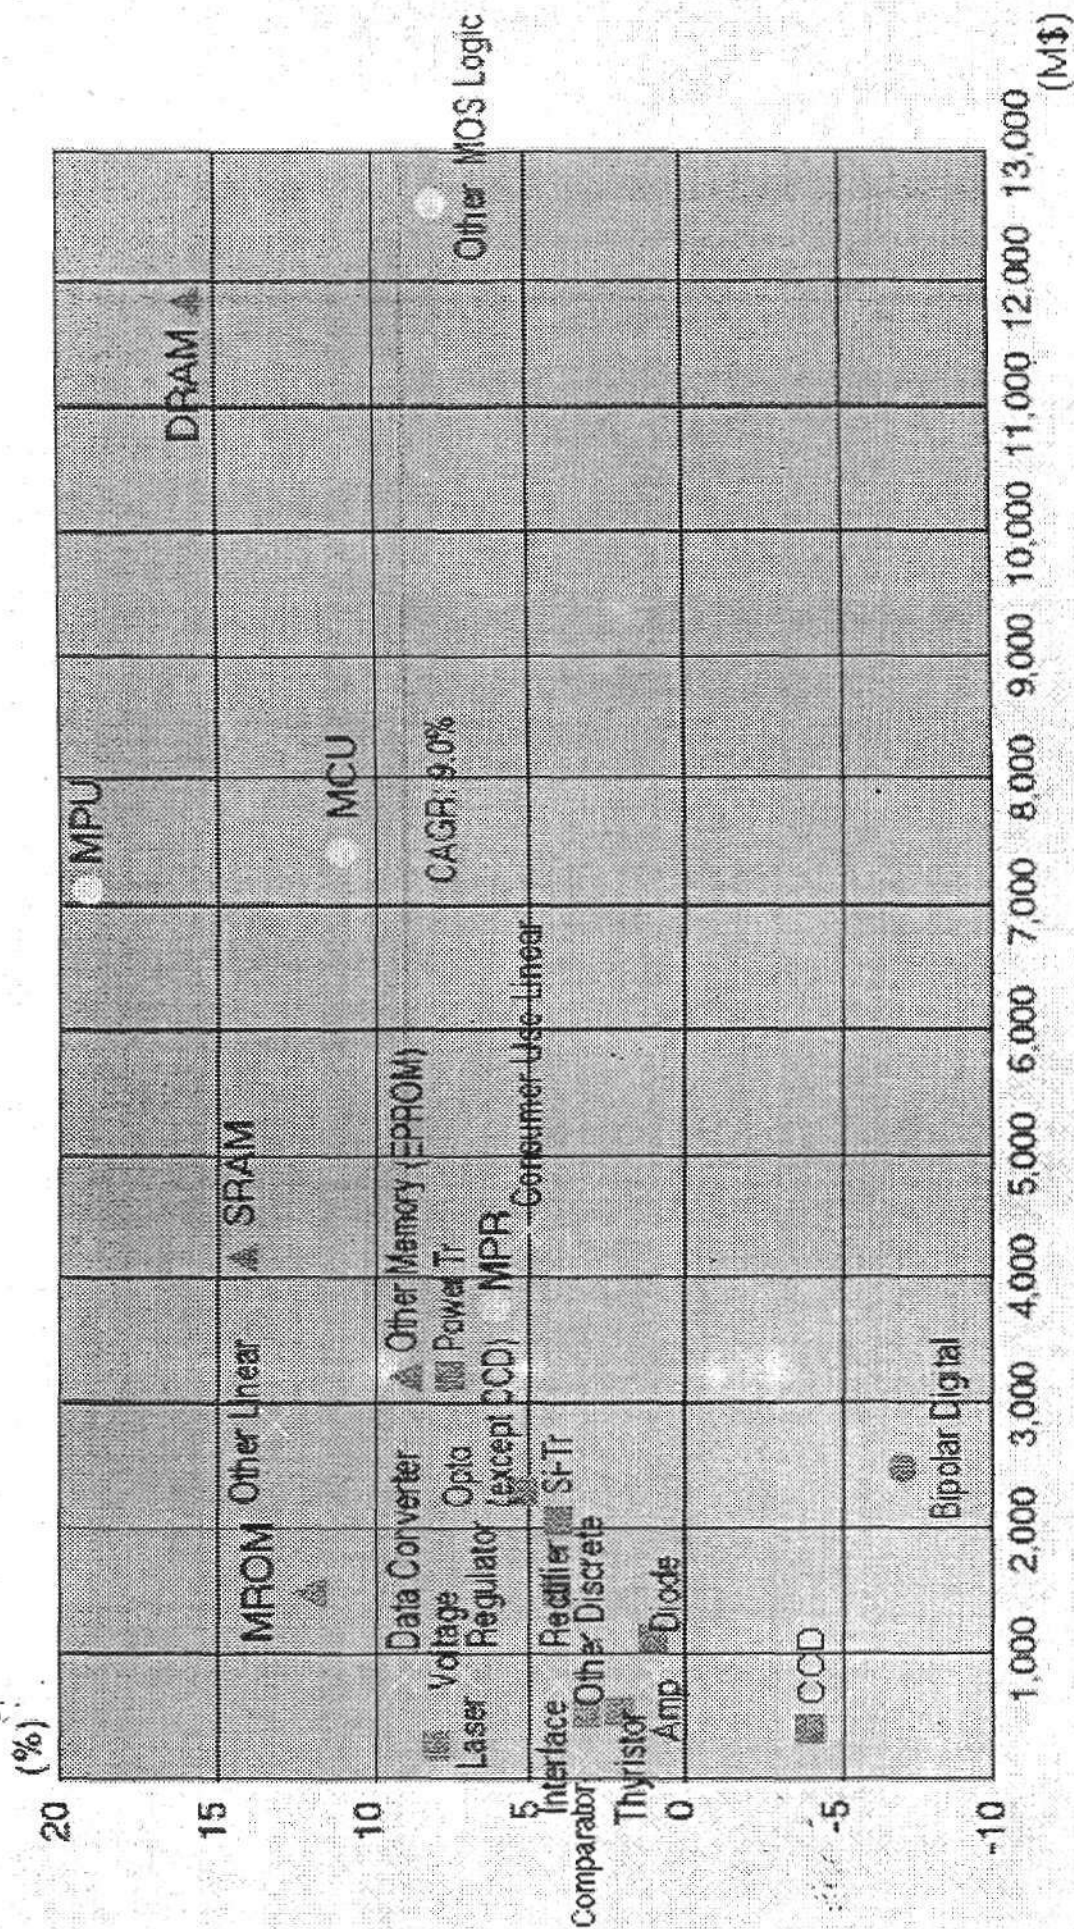 (%)
20
15
10
5
0
-5
-10
MPU
DRAM
MROM
Other Linear
SRAM
MCU
Data Converter
Other Memory (EPROM)
CAGR: 9.0%
Other MOS Logic
Voltage
Regulator
Laser
Opto
(except CCD)
Power Tr
MPR
Consumer Use Linear
Interface
Comparator
Rectifier
Other Discrete
Thyristor
Amp
Diode
CCD
Bipolar Digital
1,000
2,000
3,000
4,000
5,000
6,000
7,000
8,000
9,000
10,000
11,000
12,000
13,000
(M$)